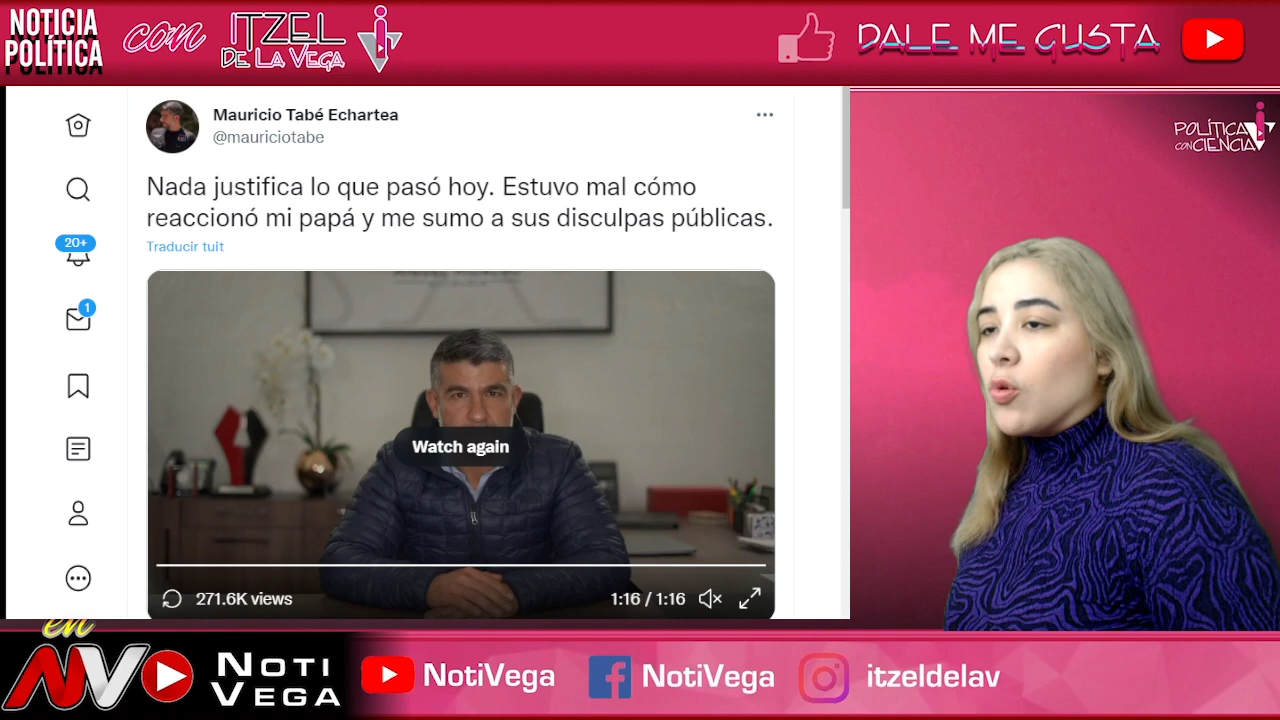 NOTICIA
POLÍTICA
con
ITZEL
DE LA VEGA
DALE ME GUSTA
Mauricio Tabé Echartea
@mauriciotabe
Nada justifica lo que pasó hoy. Estuvo mal cómo
reaccionó mi papá y me sumo a sus disculpas públicas.
Traducir tuit
20+
1
Watch again
271.6K views
1:16 / 1:16
POLÍTICA
CON CIENCIA
en
NV
NOTI
VEGA
NotiVega
NotiVega
itzeldelav